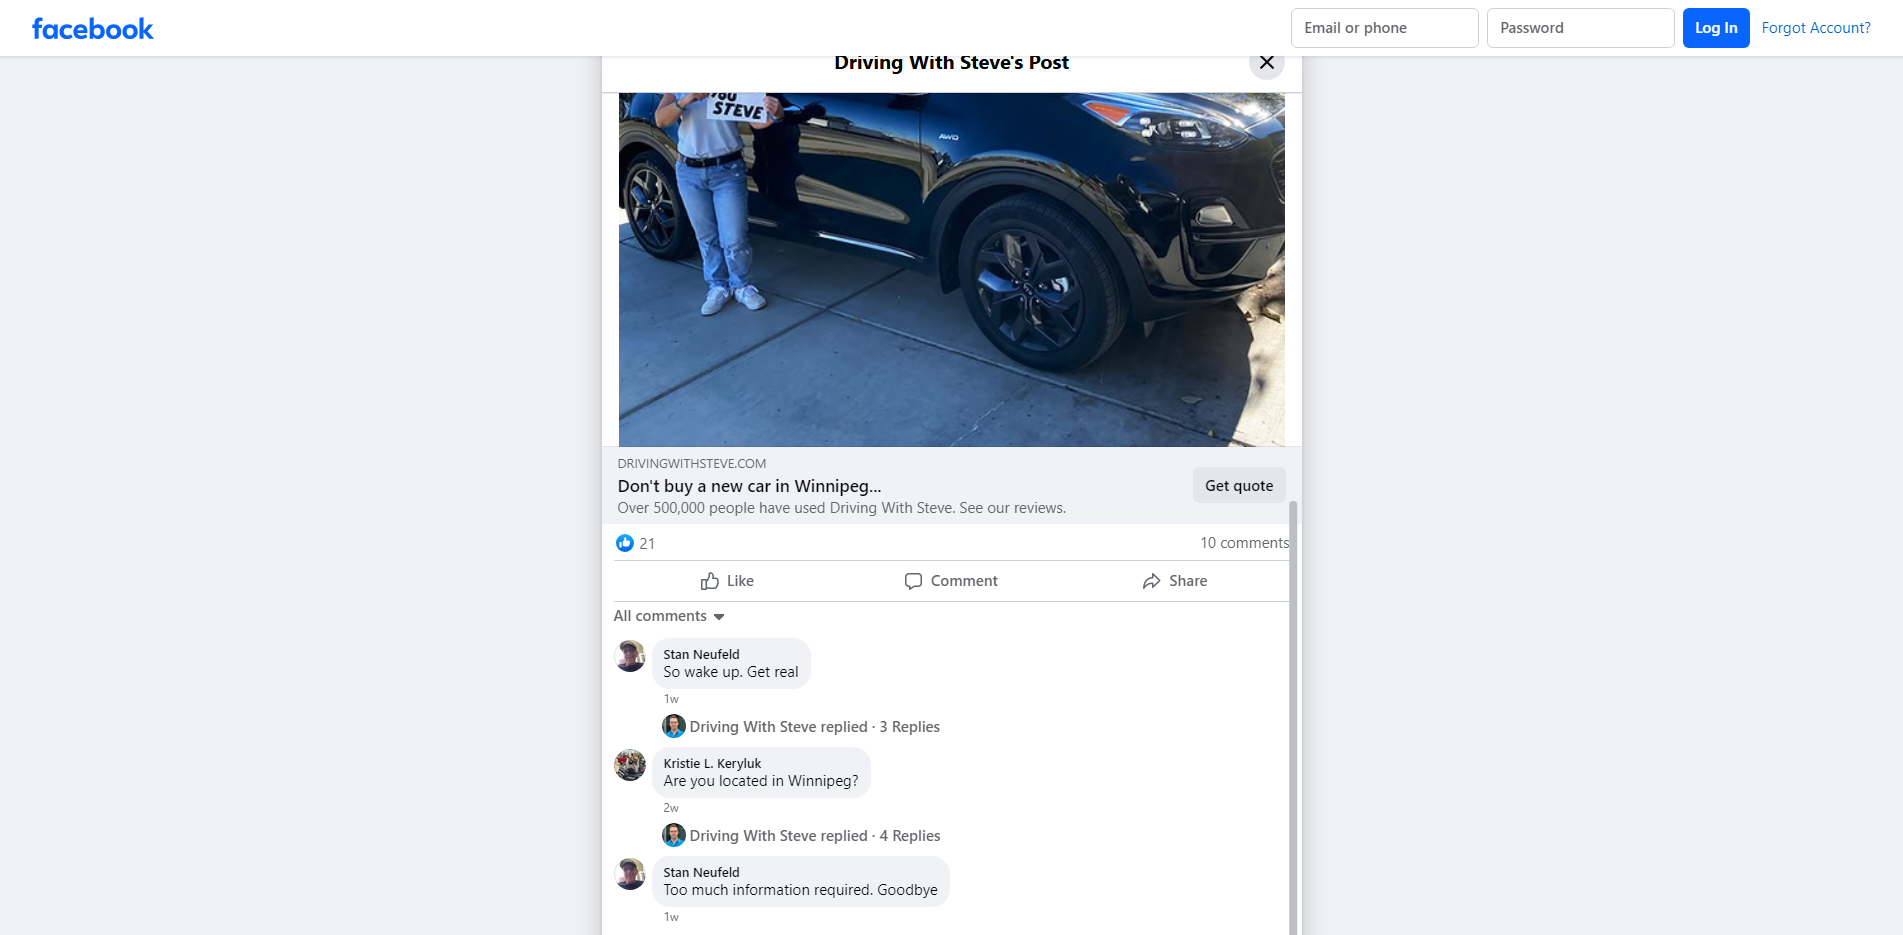 facebook
Email or phone
Password
Log In
Forgot Account?
Driving With Steve's Post
YOU
STEVE
AWD
DRIVINGWITHSTEVE.COM
Don't buy a new car in Winnipeg...
Over 500,000 people have used Driving With Steve. See our reviews.
Get quote
21
10 comments
Like
Comment
Share
All comments
Stan Neufeld
So wake up. Get real
1w
Driving With Steve replied · 3 Replies
Kristie L. Keryluk
Are you located in Winnipeg?
2w
Driving With Steve replied · 4 Replies
Stan Neufeld
Too much information required. Goodbye
1w